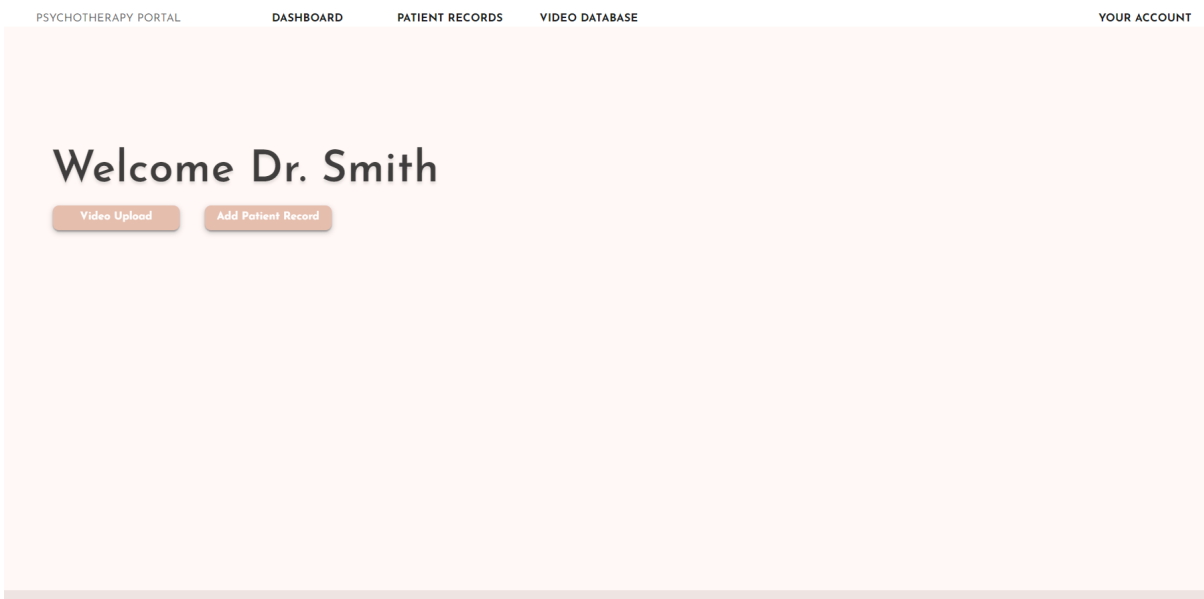 PSYCHOTHERAPY PORTAL DASHBOARD PATIENT RECORDS VIDEO DATABASE YOUR ACCOUNT
Welcome Dr. Smith
Video Upload Add Patient Record